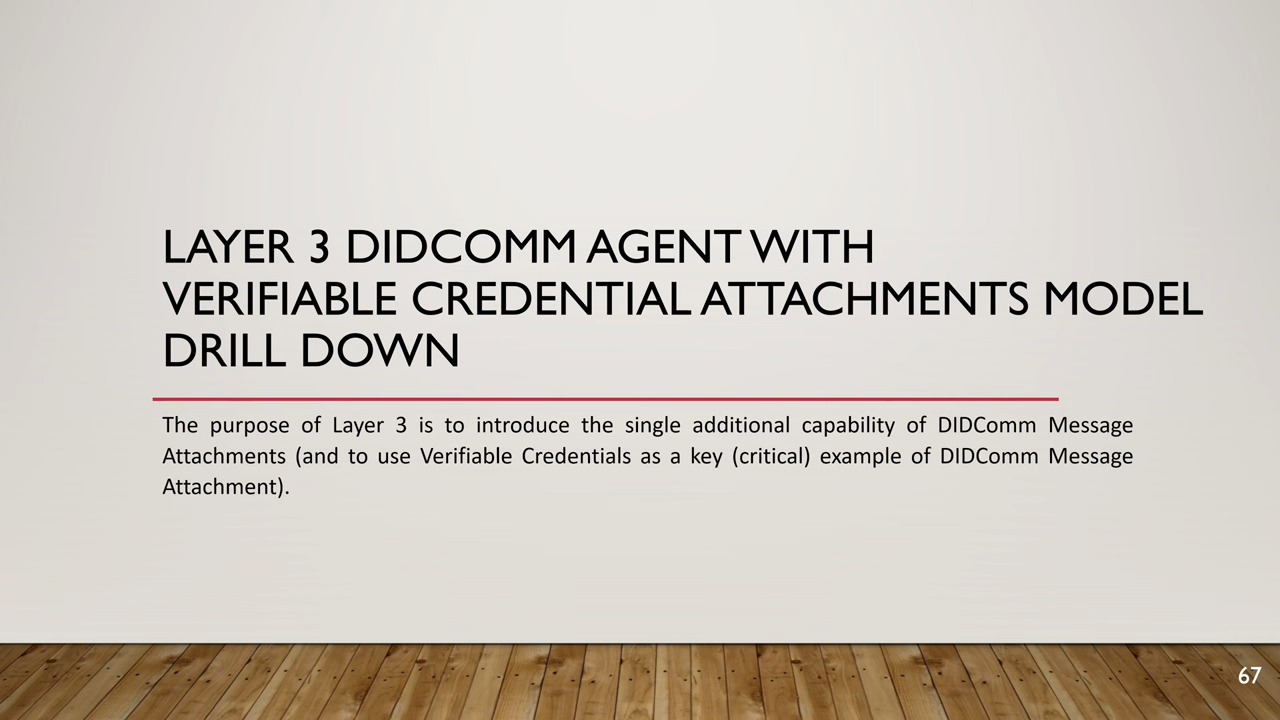 LAYER 3 DIDCOMM AGENT WITH
VERIFIABLE CREDENTIAL ATTACHMENTS MODEL
DRILL DOWN
The purpose of Layer 3 is to introduce the single additional capability of DIDComm Message
Attachments (and to use Verifiable Credentials as a key (critical) example of DIDComm Message
Attachment).
67